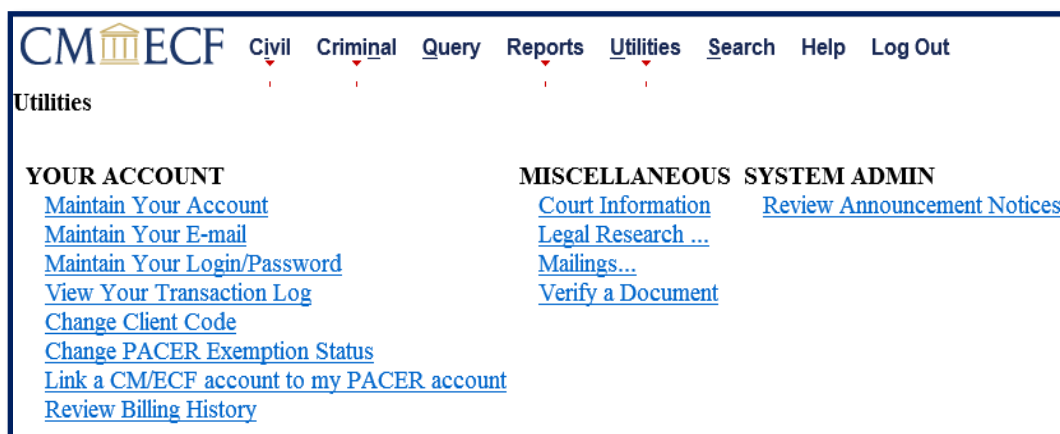 CM ECF Civil Criminal Query Reports Utilities Search Help Log Out
Utilities
YOUR ACCOUNT
Maintain Your Account
Maintain Your E-mail
Maintain Your Login/Password
View Your Transaction Log
Change Client Code
Change PACER Exemption Status
Link a CM/ECF account to my PACER account
Review Billing History
MISCELLANEOUS
Court Information
Legal Research ...
Mailings...
Verify a Document
SYSTEM ADMIN
Review Announcement Notices